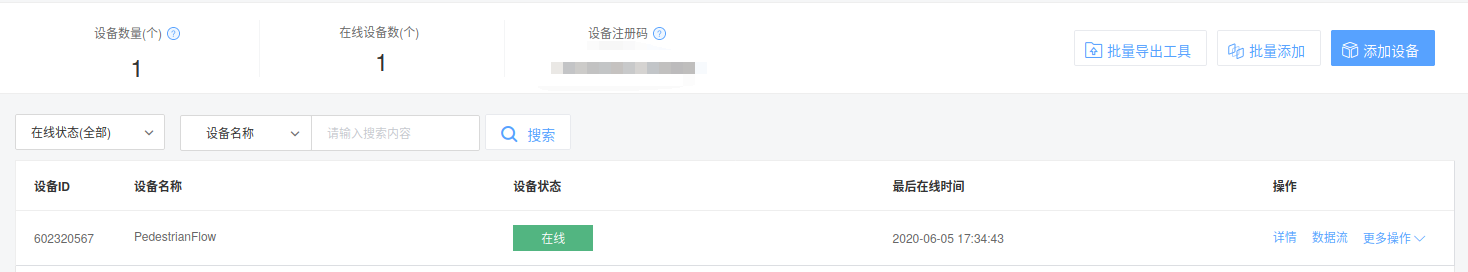 设备数量(个) ?
1
在线设备数(个)
1
设备注册码 ?
批量导出工具
批量添加
添加设备
在线状态(全部)
设备名称
请输入搜索内容
搜索
设备ID 设备名称 设备状态 最后在线时间 操作
602320567 PedestrianFlow 在线 2020-06-05 17:34:43 详情 数据流 更多操作